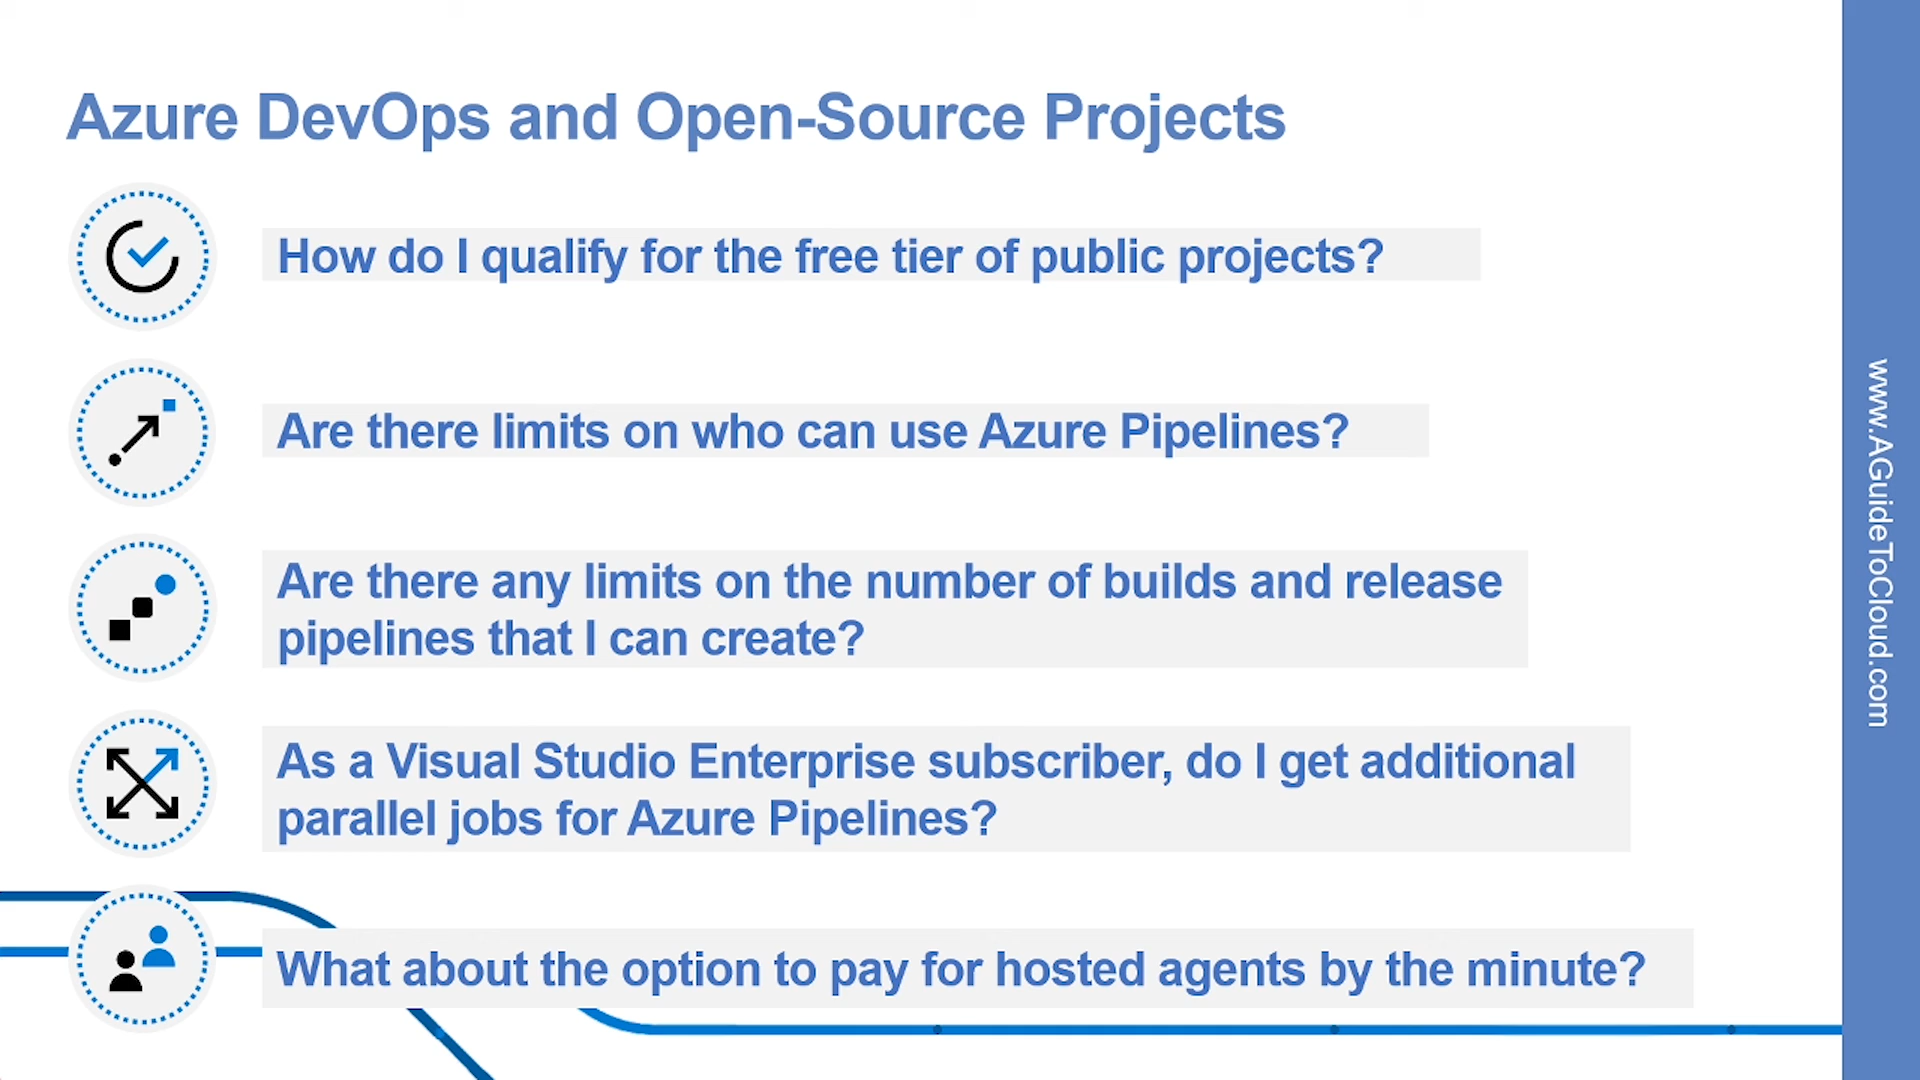 Azure DevOps and Open-Source Projects
How do I qualify for the free tier of public projects?
Are there limits on who can use Azure Pipelines?
Are there any limits on the number of builds and release
pipelines that I can create?
As a Visual Studio Enterprise subscriber, do I get additional
parallel jobs for Azure Pipelines?
What about the option to pay for hosted agents by the minute?
www.AGuideToCloud.com